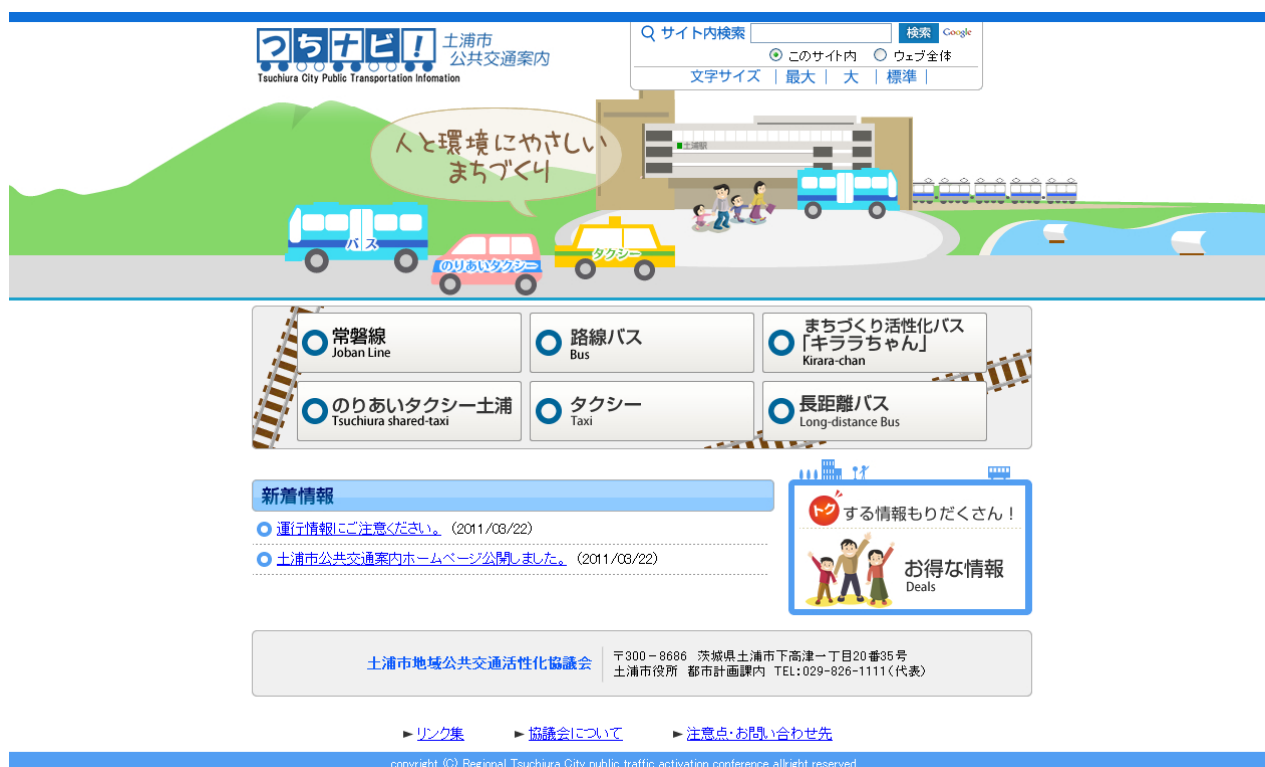 つちナビ!
土浦市
公共交通案内
Tsuchiura City Public Transportation Infomation
サイト内検索 検索 Google
このサイト内 ウェブ全体
文字サイズ |最大| 大 |標準|
人と環境にやさしい
まちづくり
土浦駅
バス
のりあいタクシー
タクシー
常磐線
Joban Line
路線バス
Bus
まちづくり活性化バス
「キララちゃん」
Kirara-chan
のりあいタクシー土浦
Tsuchiura shared-taxi
タクシー
Taxi
長距離バス
Long-distance Bus
新着情報
運行情報にご注意ください。 (2011/03/22)
土浦市公共交通案内ホームページ公開しました。 (2011/03/22)
トクする情報もりだくさん!
お得な情報
Deals
土浦市地域公共交通活性化協議会
〒300-8686 茨城県土浦市下高津一丁目20番35号
土浦市役所 都市計画課内 TEL:029-826-1111(代表)
►リンク集 ►協議会について ►注意点・お問い合わせ先
copyright (C) Regional Tsuchiura City public traffic activation conference allright reserved